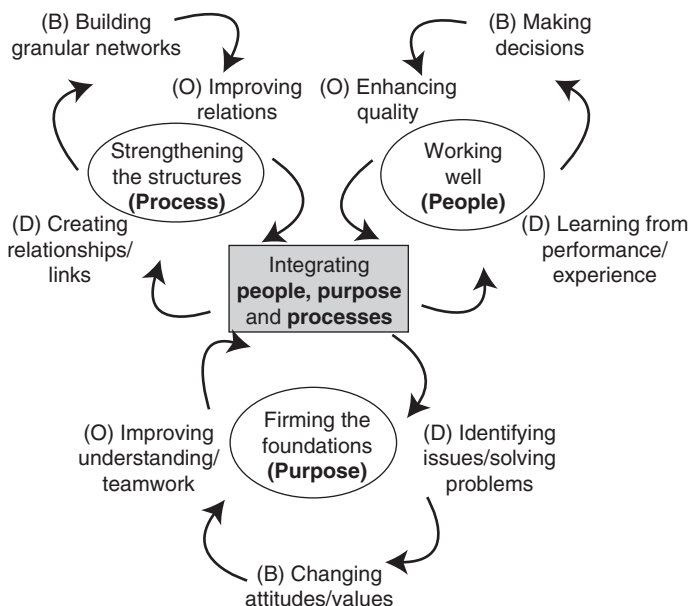 (B) Building
granular networks
(B) Making
decisions
(O) Improving
relations
(O) Enhancing
quality
Strengthening
the structures
(Process)
Working
well
(People)
(D) Creating
relationships/
links
(D) Learning from
performance/
experience
Integrating
people, purpose
and processes
(O) Improving
understanding/
teamwork
Firming the
foundations
(Purpose)
(D) Identifying
issues/solving
problems
(B) Changing
attitudes/values